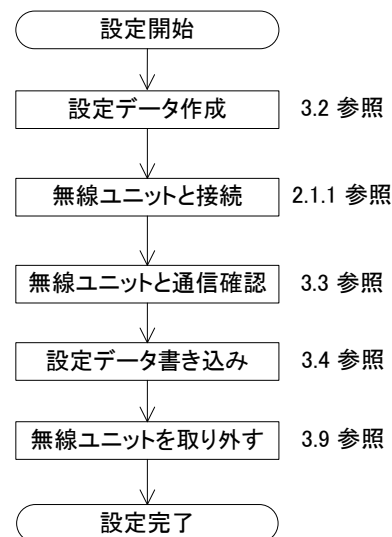 設定開始
設定データ作成 3.2 参照
無線ユニットと接続 2.1.1 参照
無線ユニットと通信確認 3.3 参照
設定データ書き込み 3.4 参照
無線ユニットを取り外す 3.9 参照
設定完了